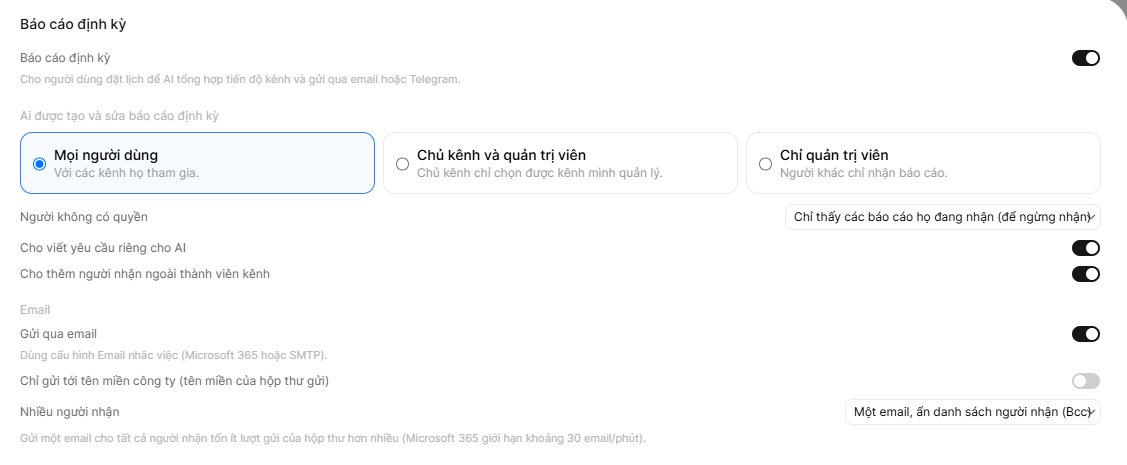 Báo cáo định kỳ
Báo cáo định kỳ
Cho người dùng đặt lịch để AI tổng hợp tiến độ kênh và gửi qua email hoặc Telegram.
Ai được tạo và sửa báo cáo định kỳ
Mọi người dùng
Với các kênh họ tham gia.
Chủ kênh và quản trị viên
Chủ kênh chỉ chọn được kênh mình quản lý.
Chỉ quản trị viên
Người khác chỉ nhận báo cáo.
Người không có quyền
Chỉ thấy các báo cáo họ đang nhận (để ngừng nhận)
Cho viết yêu cầu riêng cho AI
Cho thêm người nhận ngoài thành viên kênh
Email
Gửi qua email
Dùng cấu hình Email nhắc việc (Microsoft 365 hoặc SMTP).
Chỉ gửi tới tên miền công ty (tên miền của hộp thư gửi)
Nhiều người nhận
Một email, ẩn danh sách người nhận (Bcc)
Gửi một email cho tất cả người nhận tốn ít lượt gửi của hộp thư hơn nhiều (Microsoft 365 giới hạn khoảng 30 email/phút).